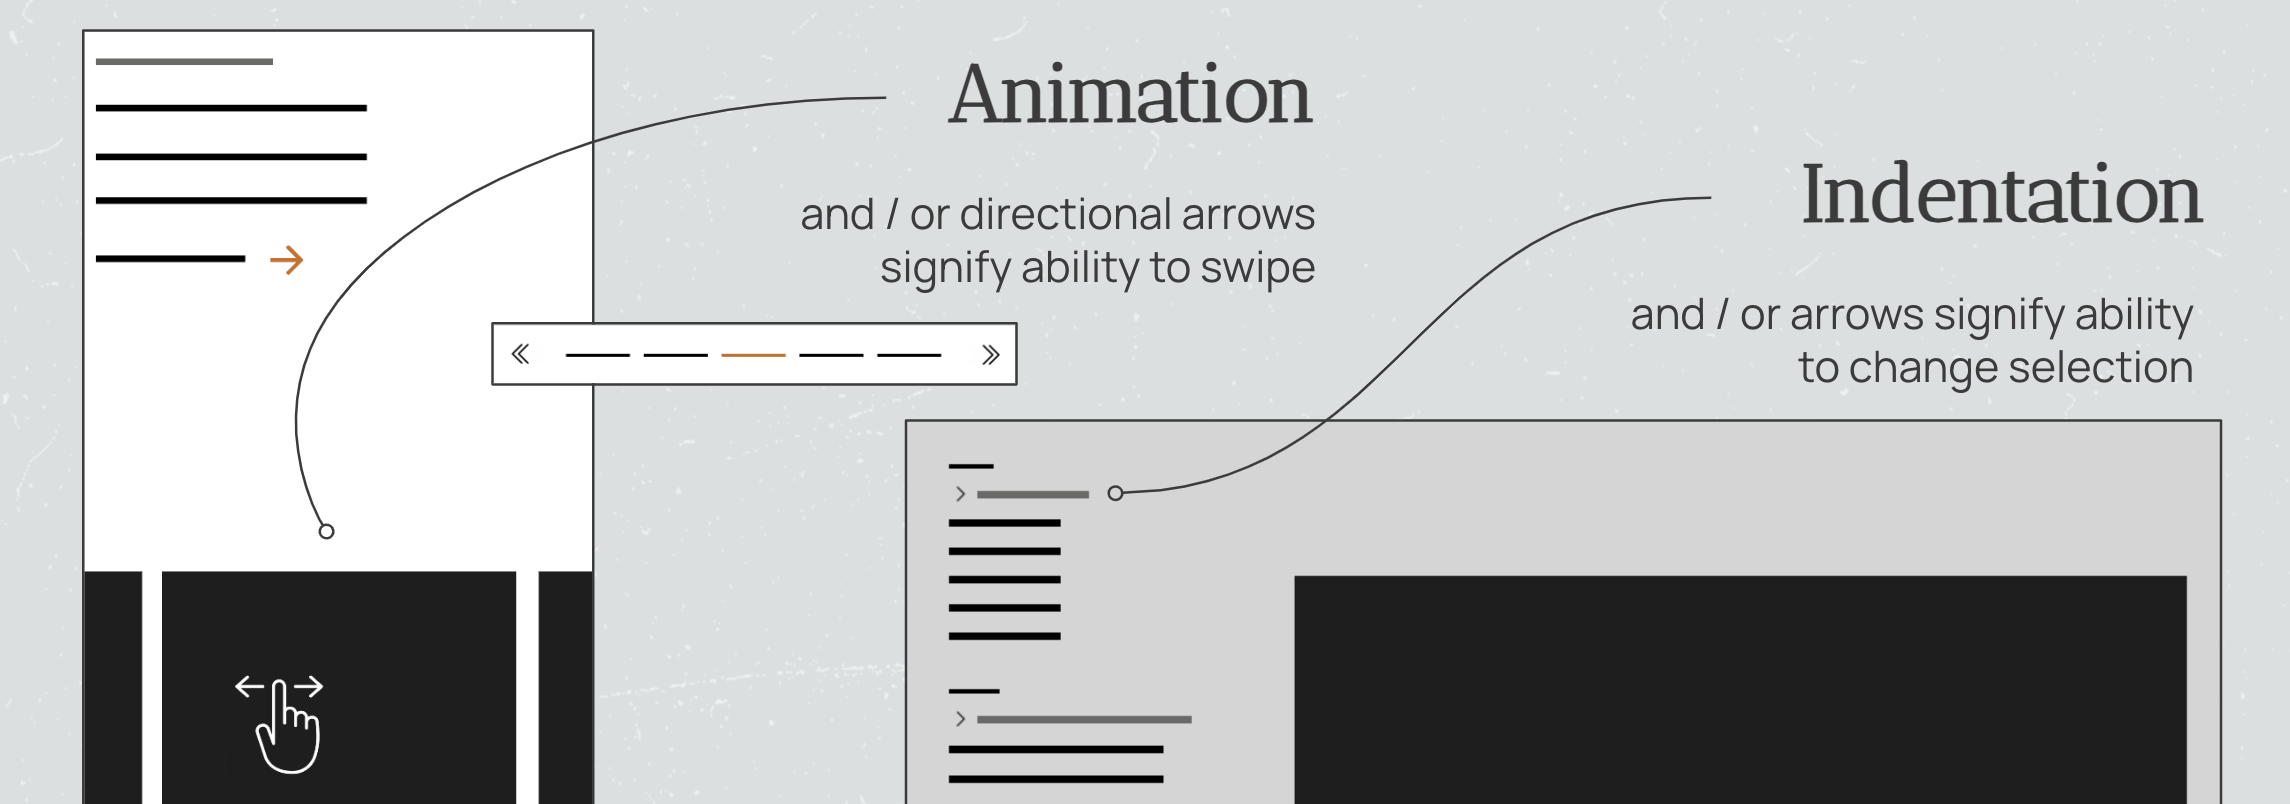 Animation
and / or directional arrows
signify ability to swipe
Indentation
and / or arrows signify ability
to change selection